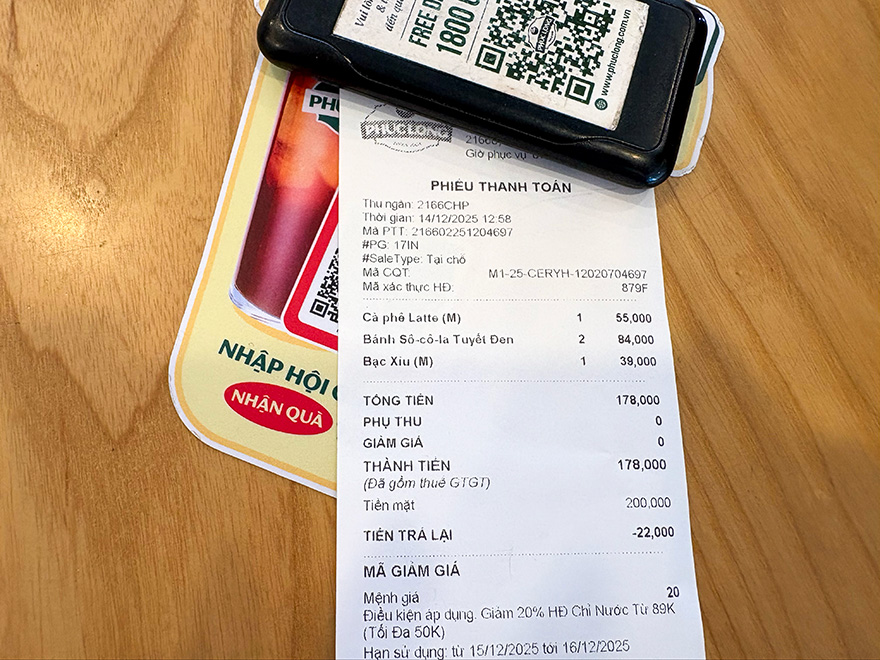 & t
đến qu
FREE D
1800
www.phuclong.com.vn
PHUCLONG
Giờ phục vụ
PHIẾU THANH TOÁN
Thu ngân: 2166CHP
Thời gian: 14/12/2025 12:58
Mã PTT: 216602251204697
#PG: 17IN
#SaleType: Tại chỗ
Mã CQT: M1-25-CERYH-12020704697
Mã xác thực HĐ: 879F
Cà phê Latte (M) 1 55,000
Bánh Sô-cô-la Tuyết Đen 2 84,000
Bạc Xỉu (M) 1 39,000
TỔNG TIỀN 178,000
PHỤ THU 0
GIẢM GIÁ 0
THÀNH TIỀN 178,000
(Đã gồm thuế GTGT)
Tiền mặt 200,000
TIỀN TRẢ LẠI -22,000
MÃ GIẢM GIÁ
Mệnh giá 20
Điều kiện áp dụng. Giảm 20% HĐ Chỉ Nước Từ 89K
(Tối Đa 50K)
Hạn sử dụng: từ 15/12/2025 tới 16/12/2025
NHẬP HỘI
NHẬN QUÀ